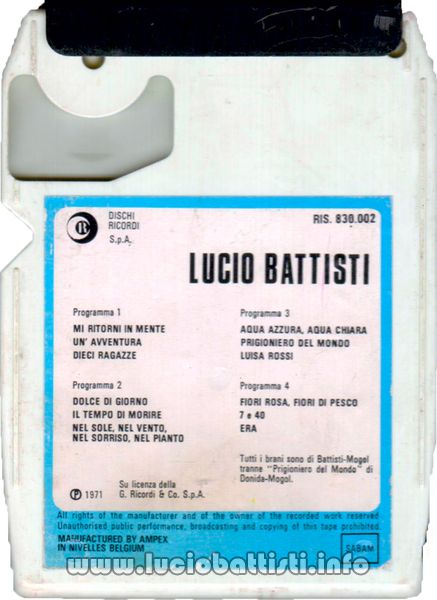 DISCHI
RICORDI
S.p.A.
RIS. 830.002
LUCIO BATTISTI
Programma 1
MI RITORNI IN MENTE
UN' AVVENTURA
DIECI RAGAZZE
Programma 2
DOLCE DI GIORNO
IL TEMPO DI MORIRE
NEL SOLE, NEL VENTO,
NEL SORRISO, NEL PIANTO
Programma 3
AQUA AZZURA, AQUA CHIARA
PRIGIONIERO DEL MONDO
LUISA ROSSI
Programma 4
FIORI ROSA, FIORI DI PESCO
7 e 40
ERA
Tutti i brani sono di Battisti-Mogol
tranne "Prigioniero del Mondo" di
Donida-Mogol.
Ⓟ 1971
Su licenza della
G. Ricordi & Co. S.p.A.
All rights of the manufacturer and of the owner of the recorded work reserved
Unauthorised public performance, broadcasting and copying of this tape prohibited.
MANUFACTURED BY AMPEX
IN NIVELLES BELGIUM
SABAM
www.luciobattisti.info